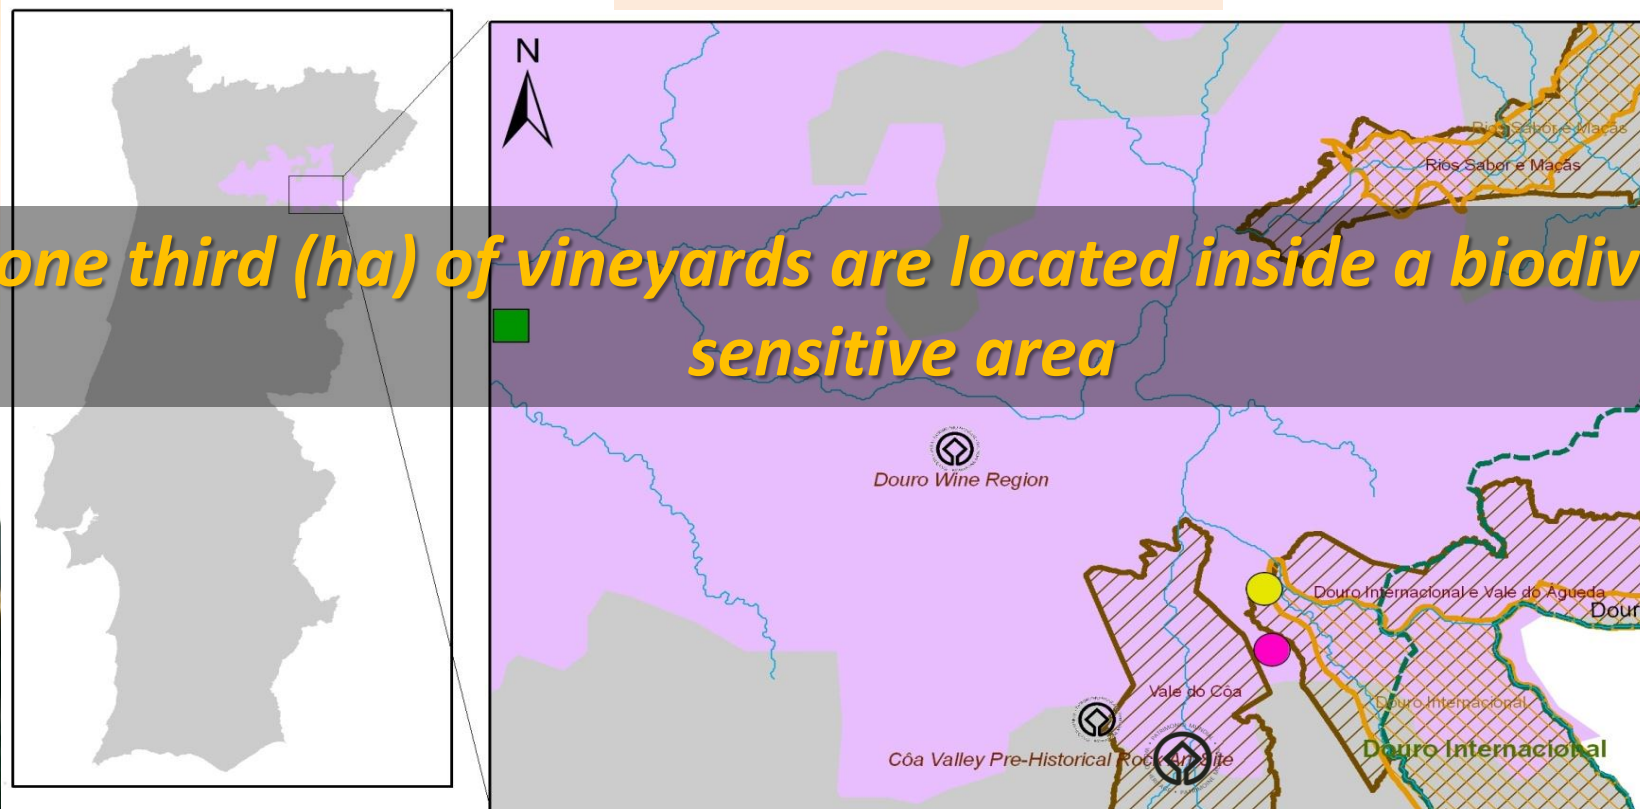 N
Rios Sabor e Maçãs
Rios Sabor e Maçãs
one third (ha) of vineyards are located inside a biodiv
sensitive area
Douro Wine Region
Douro Internacional e Vale do Águeda
Dour
Vale do Côa
Douro Internacional
Douro Internacional
Côa Valley Pre-Historical Rock Art Site